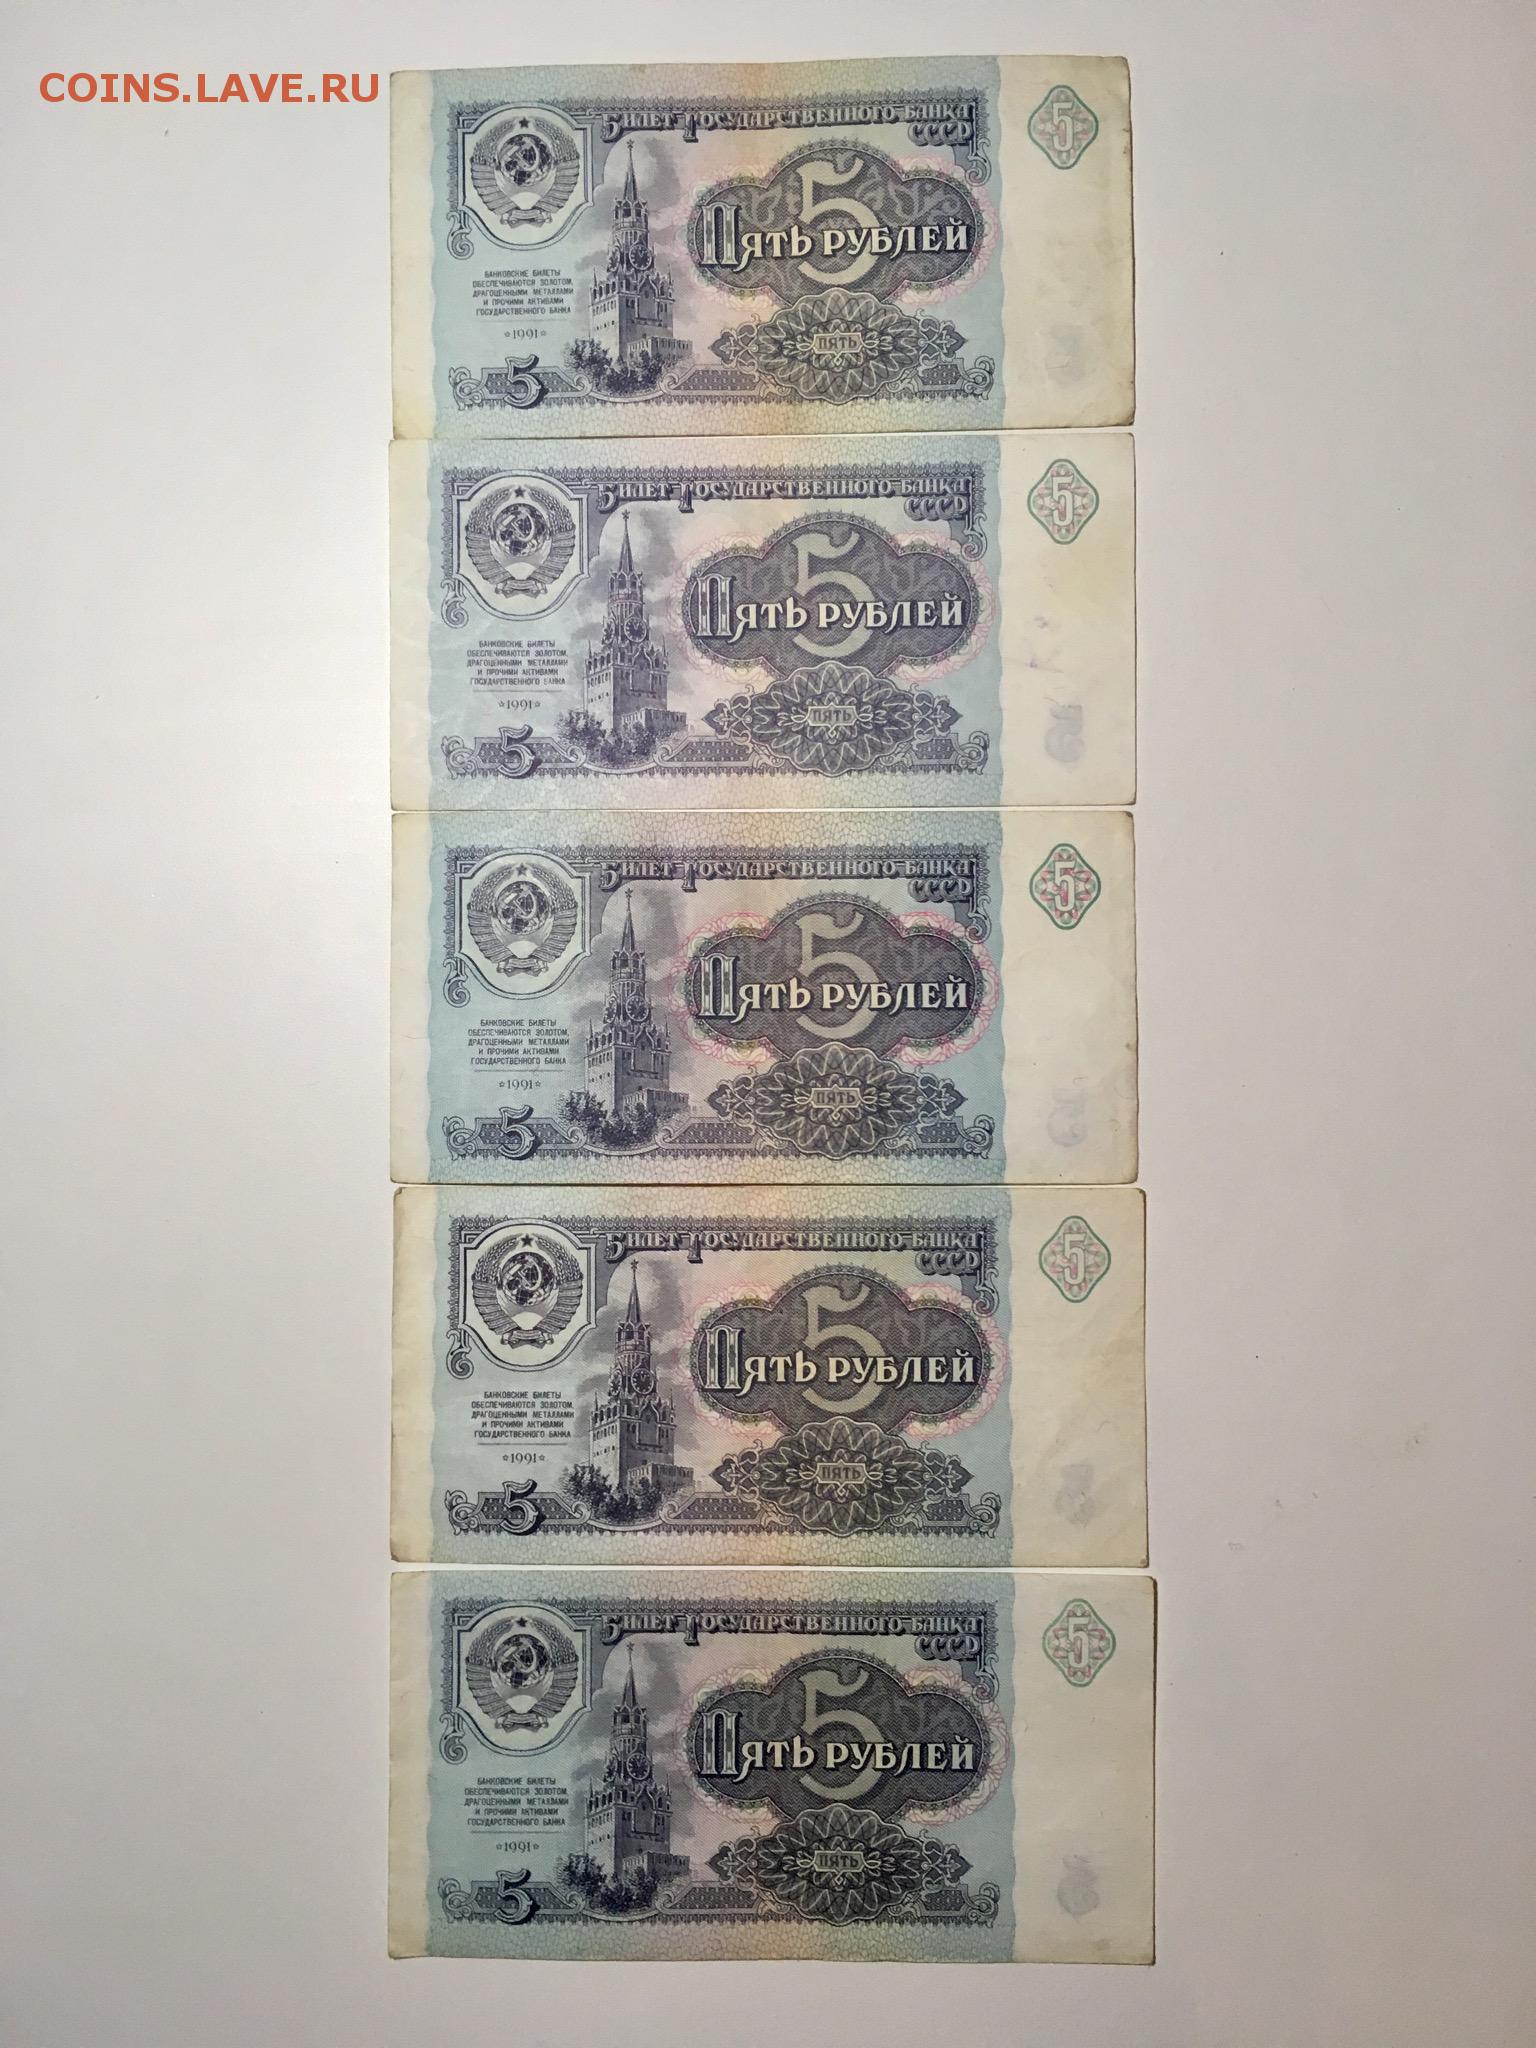 COINS.LAVE.RU
БИЛЕТ ГОСУДАРСТВЕННОГО БАНКА
СССР
5
5
ПЯТЬ РУБЛЕЙ
БАНКОВСКИЕ БИЛЕТЫ
ОБЕСПЕЧИВАЮТСЯ ЗОЛОТОМ,
ДРАГОЦЕННЫМИ МЕТАЛЛАМИ
И ПРОЧИМИ АКТИВАМИ
ГОСУДАРСТВЕННОГО БАНКА
*1991*
ПЯТЬ
5
БИЛЕТ ГОСУДАРСТВЕННОГО БАНКА
СССР
5
5
ПЯТЬ РУБЛЕЙ
БАНКОВСКИЕ БИЛЕТЫ
ОБЕСПЕЧИВАЮТСЯ ЗОЛОТОМ,
ДРАГОЦЕННЫМИ МЕТАЛЛАМИ
И ПРОЧИМИ АКТИВАМИ
ГОСУДАРСТВЕННОГО БАНКА
*1991*
ПЯТЬ
5
БИЛЕТ ГОСУДАРСТВЕННОГО БАНКА
СССР
5
5
ПЯТЬ РУБЛЕЙ
БАНКОВСКИЕ БИЛЕТЫ
ОБЕСПЕЧИВАЮТСЯ ЗОЛОТОМ,
ДРАГОЦЕННЫМИ МЕТАЛЛАМИ
И ПРОЧИМИ АКТИВАМИ
ГОСУДАРСТВЕННОГО БАНКА
*1991*
ПЯТЬ
5
БИЛЕТ ГОСУДАРСТВЕННОГО БАНКА
СССР
5
5
ПЯТЬ РУБЛЕЙ
БАНКОВСКИЕ БИЛЕТЫ
ОБЕСПЕЧИВАЮТСЯ ЗОЛОТОМ,
ДРАГОЦЕННЫМИ МЕТАЛЛАМИ
И ПРОЧИМИ АКТИВАМИ
ГОСУДАРСТВЕННОГО БАНКА
*1991*
ПЯТЬ
5
БИЛЕТ ГОСУДАРСТВЕННОГО БАНКА
СССР
5
5
ПЯТЬ РУБЛЕЙ
БАНКОВСКИЕ БИЛЕТЫ
ОБЕСПЕЧИВАЮТСЯ ЗОЛОТОМ,
ДРАГОЦЕННЫМИ МЕТАЛЛАМИ
И ПРОЧИМИ АКТИВАМИ
ГОСУДАРСТВЕННОГО БАНКА
*1991*
ПЯТЬ
5